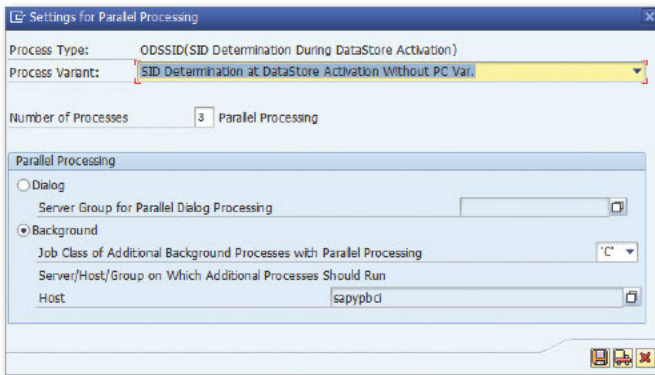 Settings for Parallel Processing
Process Type: ODSSID(SID Determination During DataStore Activation)
Process Variant: SID Determination at DataStore Activation Without PC Var.
Number of Processes 3 Parallel Processing
Parallel Processing
Dialog
Server Group for Parallel Dialog Processing
Background
Job Class of Additional Background Processes with Parallel Processing 'C'
Server/Host/Group on Which Additional Processes Should Run
Host sapypbci